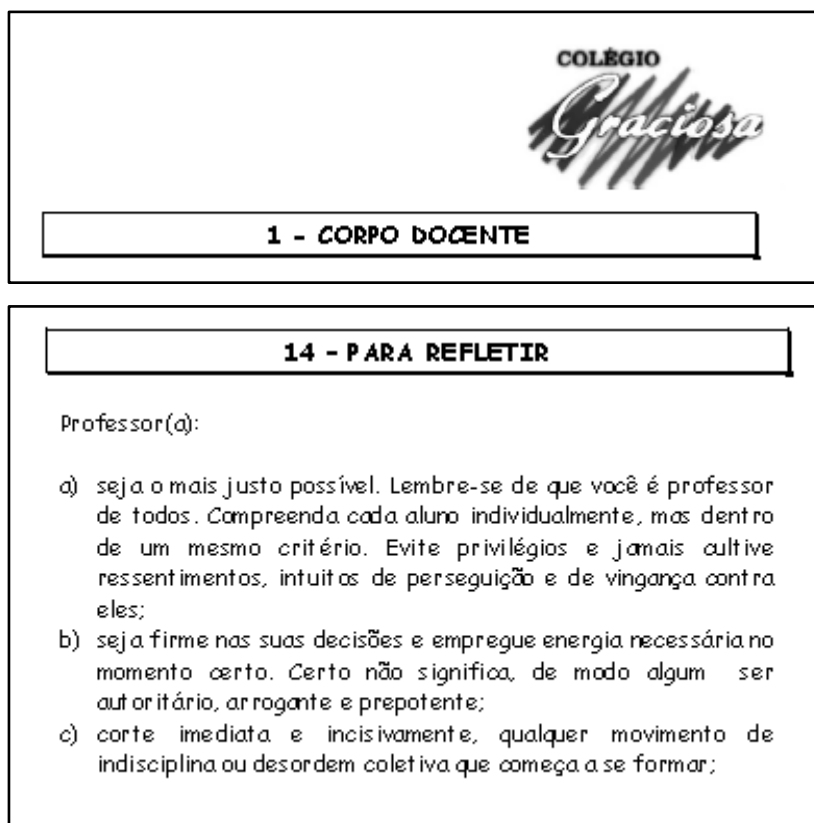 COLÉGIO
Graciosa
1 - CORPO DOCENTE
14 - PARA REFLETIR
Professor(a):
a) seja o mais justo possível. Lembre-se de que você é professor
de todos. Compreenda cada aluno individualmente, mas dentro
de um mesmo critério. Evite privilégios e jamais cultive
ressentimentos, intuitos de perseguição e de vingança contra
eles;
b) seja firme nas suas decisões e empregue energia necessária no
momento certo. Certo não significa, de modo algum ser
autoritário, arrogante e prepotente;
c) corte imediata e incisivamente, qualquer movimento de
indisciplina ou desordem coletiva que começa a se formar;